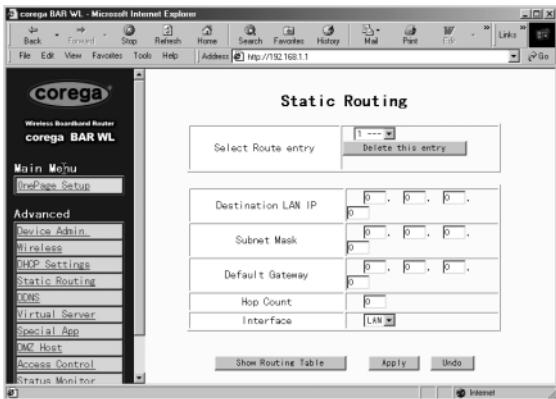 corega BAR WL - Microsoft Internet Explorer
Back Forward Stop Refresh Home Search Favorites History Mail Print Edit Links
File Edit View Favorites Tools Help Address http://192.168.1.1 Go
corega
Wireless Boardband Router
corega BAR WL
Main Menu
OnePage Setup
Advanced
Device Admin.
Wireless
DHCP Settings
Static Routing
DDNS
Virtual Server
Special App
DMZ Host
Access Control
Status Monitor
Static Routing
Select Route entry 1 ---
Delete this entry
Destination LAN IP 0 . 0 . 0 .
0
Subnet Mask 0 . 0 . 0 .
0
Default Gateway 0 . 0 . 0 .
0
Hop Count 0
Interface LAN
Show Routing Table Apply Undo
Internet